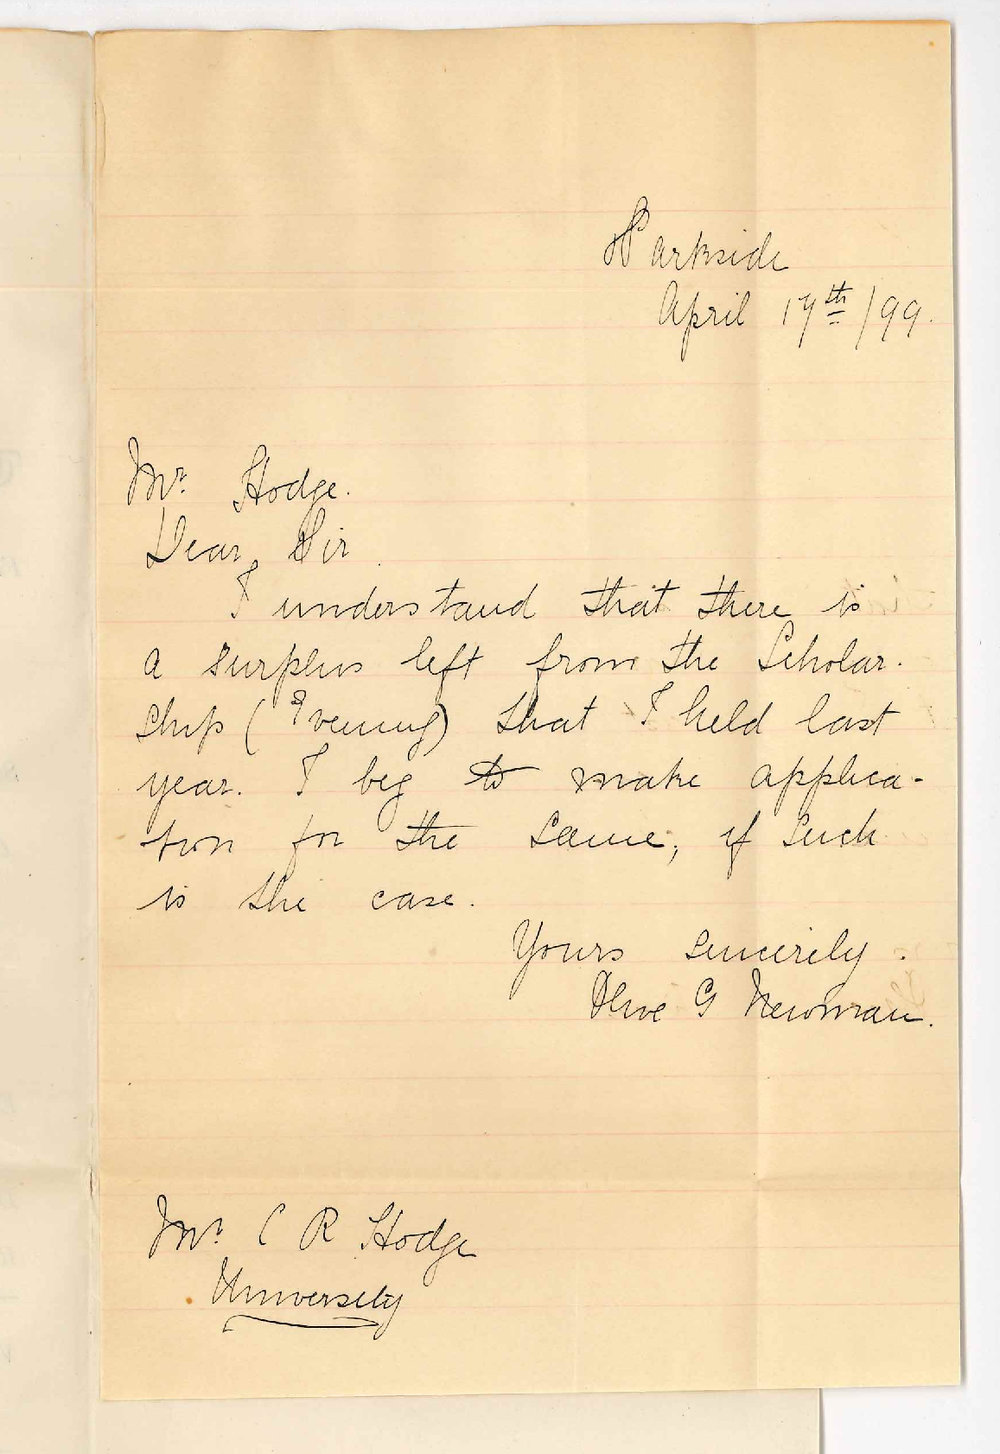 Parkside
April 17th /99.
Mr. Hodge.
Dear Sir
I understand that there is
a surplus left from the Scholar-
ship (Evening) that I held last
year. I beg to make applica-
tion for the same, if such
is the case.
Yours sincerely.
Olive G Newman.
Mr. C R Hodge
University